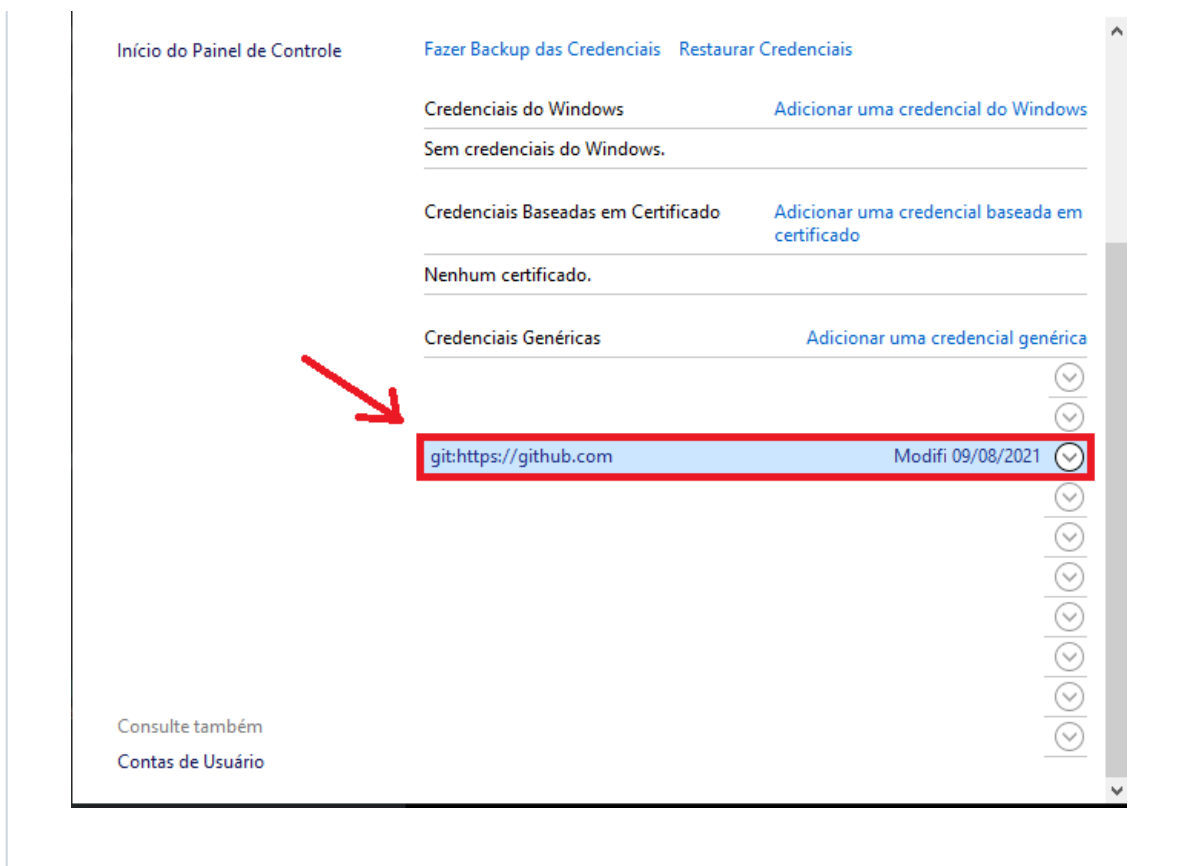 Início do Painel de Controle
Fazer Backup das Credenciais Restaurar Credenciais
Credenciais do Windows Adicionar uma credencial do Windows
Sem credenciais do Windows.
Credenciais Baseadas em Certificado Adicionar uma credencial baseada em
certificado
Nenhum certificado.
Credenciais Genéricas Adicionar uma credencial genérica
git:https://github.com Modifi 09/08/2021
Consulte também
Contas de Usuário